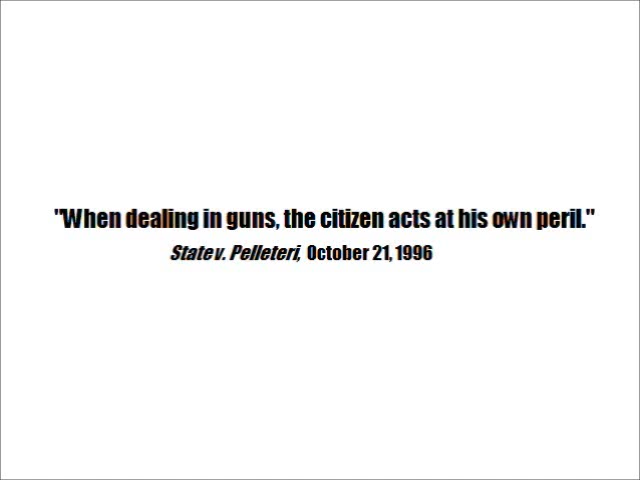 "When dealing in guns, the citizen acts at his own peril."
State v. Pelleteri, October 21, 1996